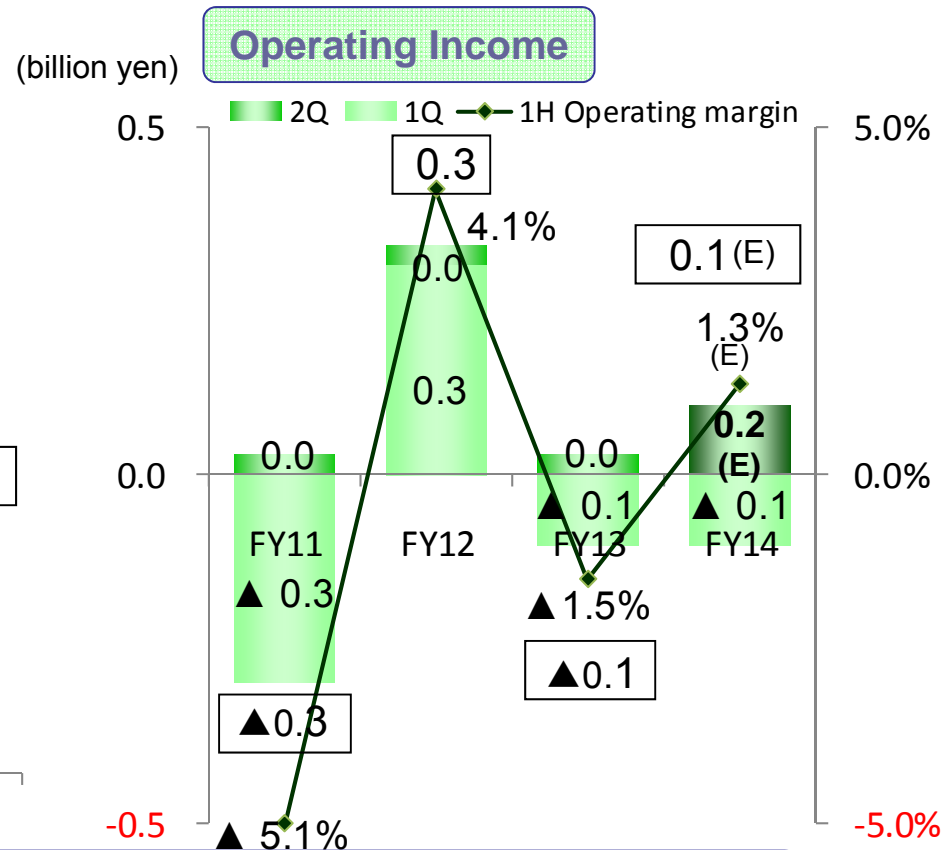 Operating Income
(billion yen)
2Q 1Q 1H Operating margin
0.5 5.0%
0.3
4.1%
0.1 (E)
0.0
1.3%
(E)
0.3
0.2
(E)
0.0 0.0
0.0 0.0%
▲ 0.1 ▲ 0.1
FY11 FY12 FY13 FY14
▲ 0.3
▲ 1.5%
▲0.1
▲0.3
-0.5 -5.0%
▲ 5.1%